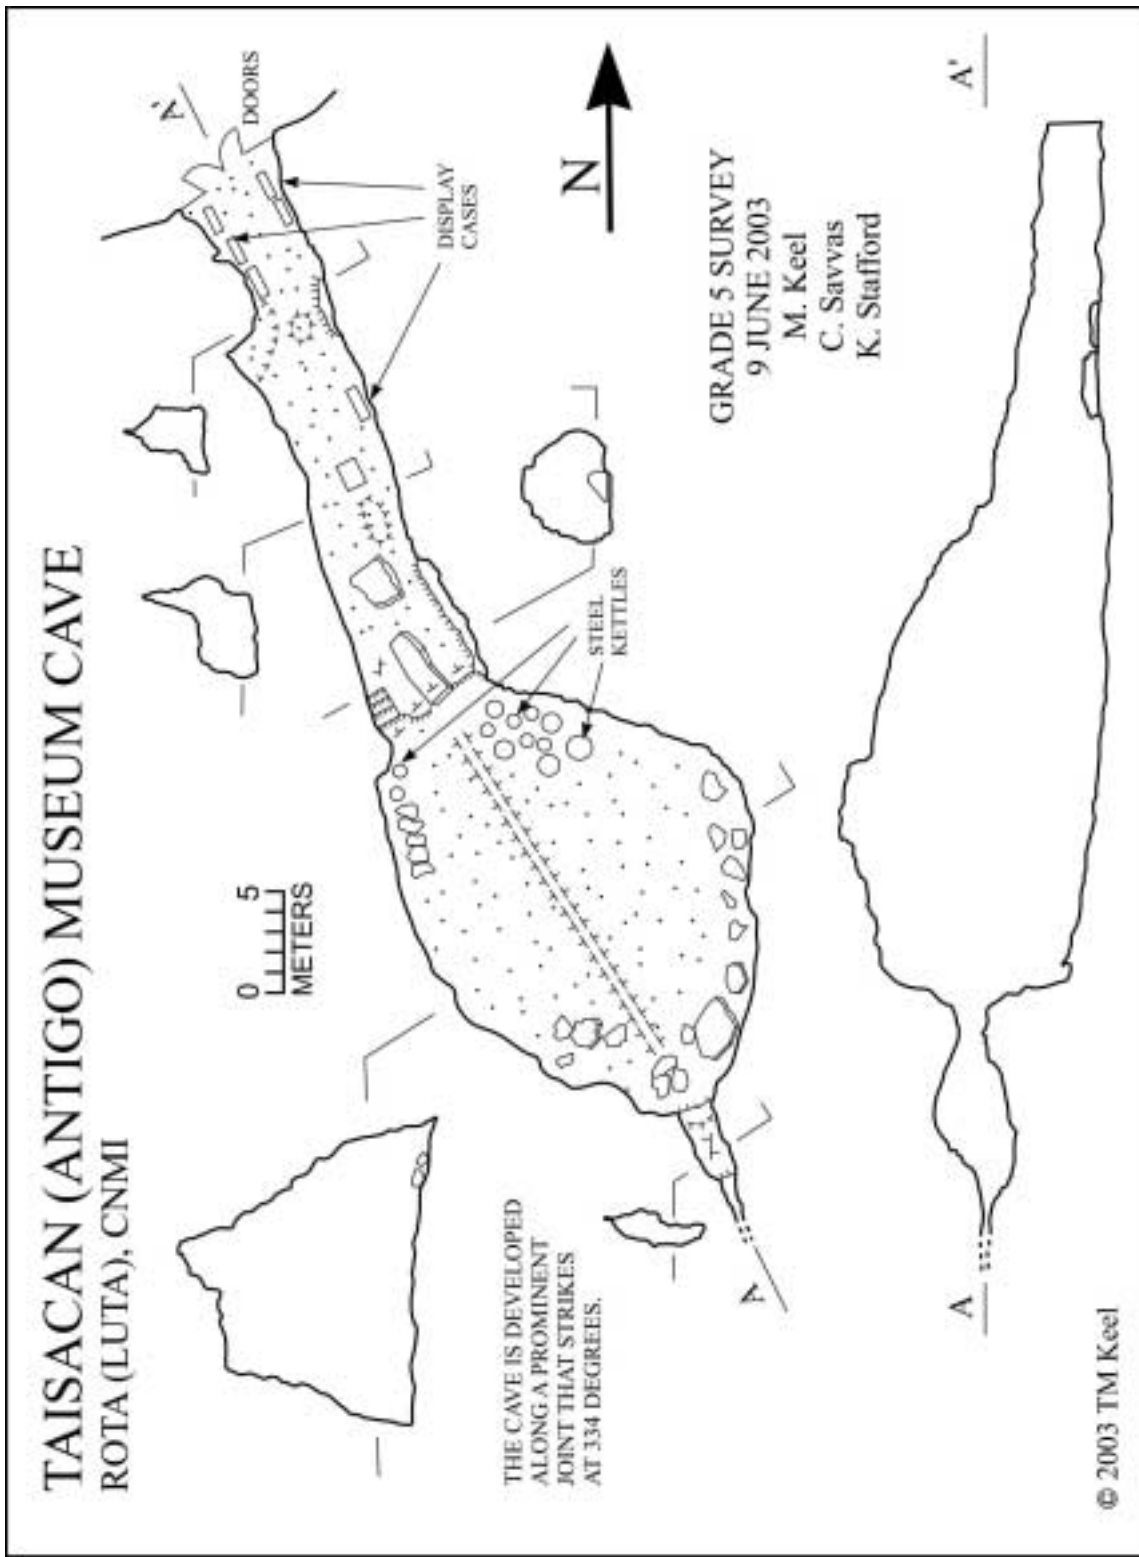 TAISACAN (ANTIGO) MUSEUM CAVE
ROTA (LUTA), CNMI
0 5
METERS
A'
DOORS
DISPLAY
CASES
N
STEEL
KETTLES
THE CAVE IS DEVELOPED
ALONG A PROMINENT
JOINT THAT STRIKES
AT 334 DEGREES.
A
GRADE 5 SURVEY
9 JUNE 2003
M. Keel
C. Savvas
K. Stafford
A
A'
© 2003 TM Keel